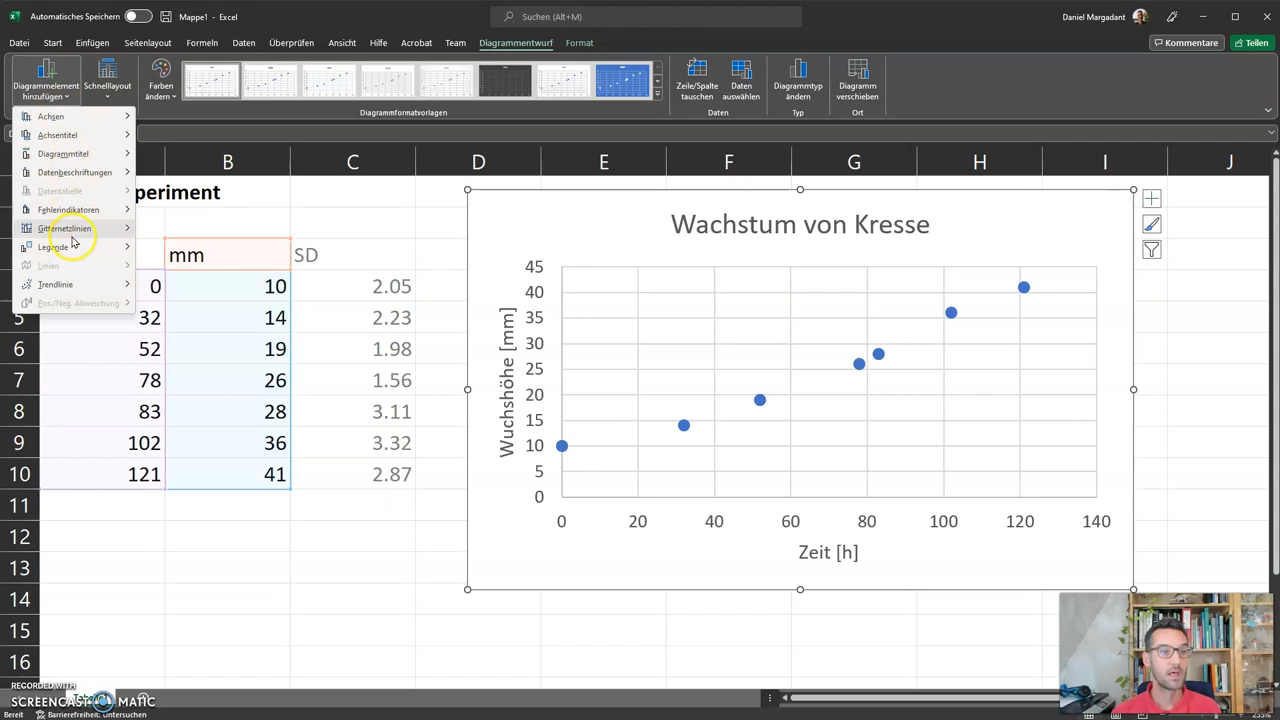 Automatisches Speichern
Mappe1 - Excel
Suchen (Alt+M)
Daniel Margadant
Datei Start Einfügen Seitenlayout Formeln Daten Überprüfen Ansicht Hilfe Acrobat Team Diagrammentwurf Format
Kommentare
Teilen
Diagrammelement hinzufügen
Schnelllayout
Farben ändern
Zeile/Spalte tauschen
Daten auswählen
Diagrammtyp ändern
Diagramm verschieben
Diagrammformatvorlagen
Daten
Typ
Ort
Achsen
Achsentitel
Diagrammtitel
Datenbeschriftungen
Datentabelle
Fehlerindikatoren
Gitternetzlinien
Legende
Linien
Trendlinie
Pos./Neg. Abweichung
B C D E F G H I J
periment
mm SD
0 10 2.05
5 32 14 2.23
6 52 19 1.98
7 78 26 1.56
8 83 28 3.11
9 102 36 3.32
10 121 41 2.87
11
12
13
14
15
16
Wachstum von Kresse
Wuchshöhe [mm]
45
40
35
30
25
20
15
10
5
0
0 20 40 60 80 100 120 140
Zeit [h]
RECORDED WITH
SCREENCAST MATIC
Bereit
Barrierefreiheit: Untersuchen